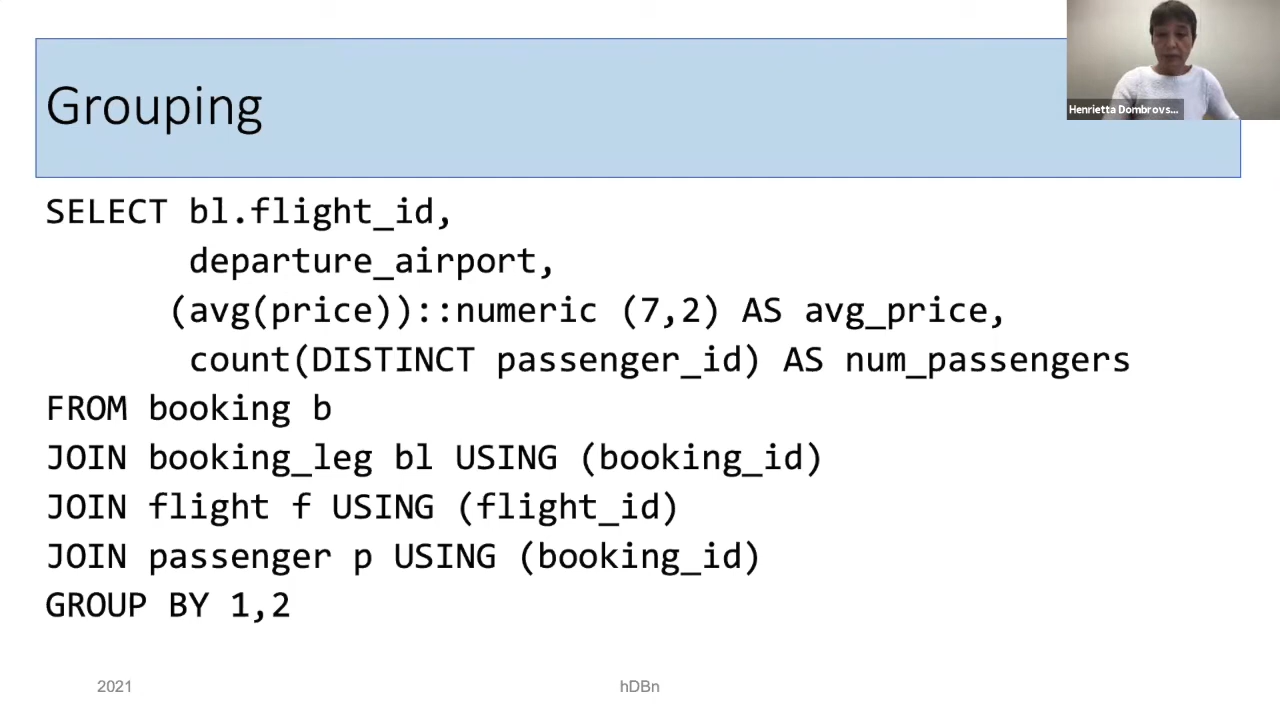 Grouping
Henrietta Dombrovs...
SELECT bl.flight_id,
departure_airport,
(avg(price))::numeric (7,2) AS avg_price,
count(DISTINCT passenger_id) AS num_passengers
FROM booking b
JOIN booking_leg bl USING (booking_id)
JOIN flight f USING (flight_id)
JOIN passenger p USING (booking_id)
GROUP BY 1,2
2021
hDBn